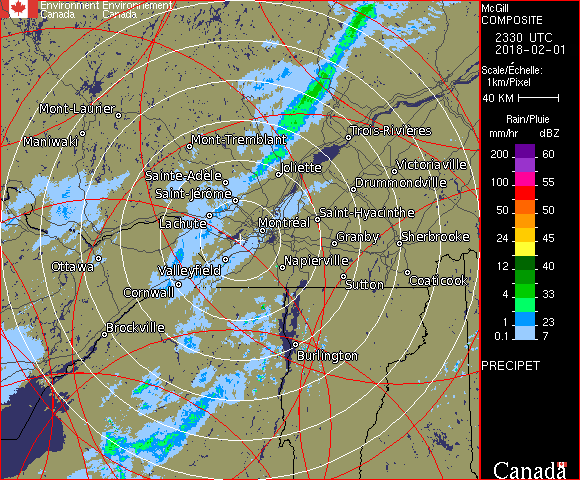 Environment Environnement
Canada Canada
McGill
COMPOSITE
2330 UTC
2018-02-01
Scale/Échelle:
1km/Pixel
40 KM
Rain/Pluie
mm/hr dBZ
200 60
100 55
50 50
24 45
12 40
4 33
1 23
0.1 7
PRECIPET
Canada
Mont-Laurier
Maniwaki
Mont-Tremblant
Trois-Rivières
Joliette
Victoriaville
Sainte-Adèle
Drummondville
Saint-Jérôme
Saint-Hyacinthe
Lachute
Montréal
Granby
Sherbrooke
Ottawa
Valleyfield
Napierville
Cornwall
Sutton
Coaticook
Brockville
Burlington